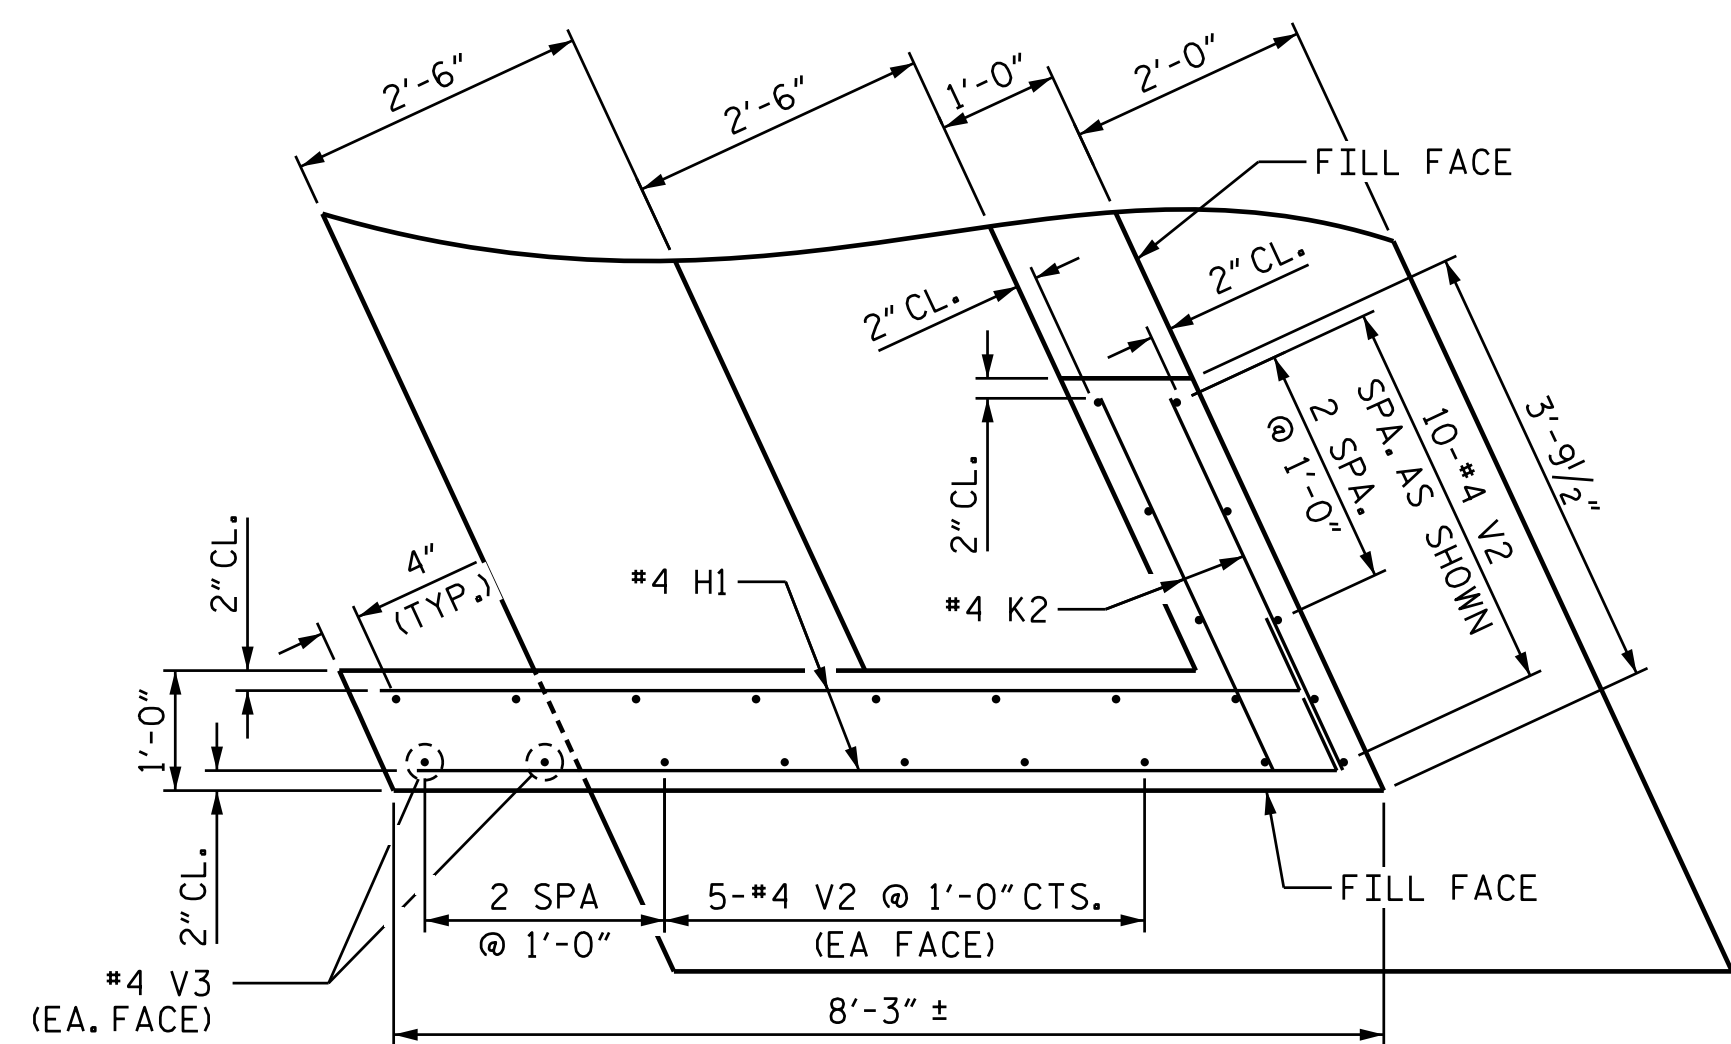 2'-6"
2'-6"
1'-0"
2'-0"
FILL FACE
2" CL.
2" CL.
2" CL.
2 SPA.
@ 1'-0"
10-#4 V2
SPA. AS SHOWN
3'-9 1/2"
2" CL.
4"
(TYP.)
#4 H1
#4 K2
1'-0"
2" CL.
2 SPA
@ 1'-0"
5-#4 V2 @ 1'-0" CTS.
(EA FACE)
FILL FACE
#4 V3
(EA. FACE)
8'-3" ±